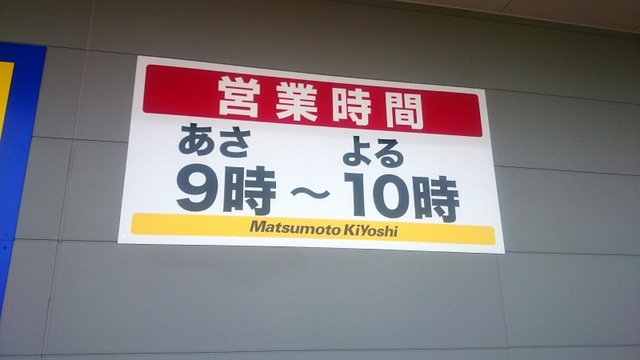 営業時間
あさ よる
9時~10時
Matsumoto KiYoshi